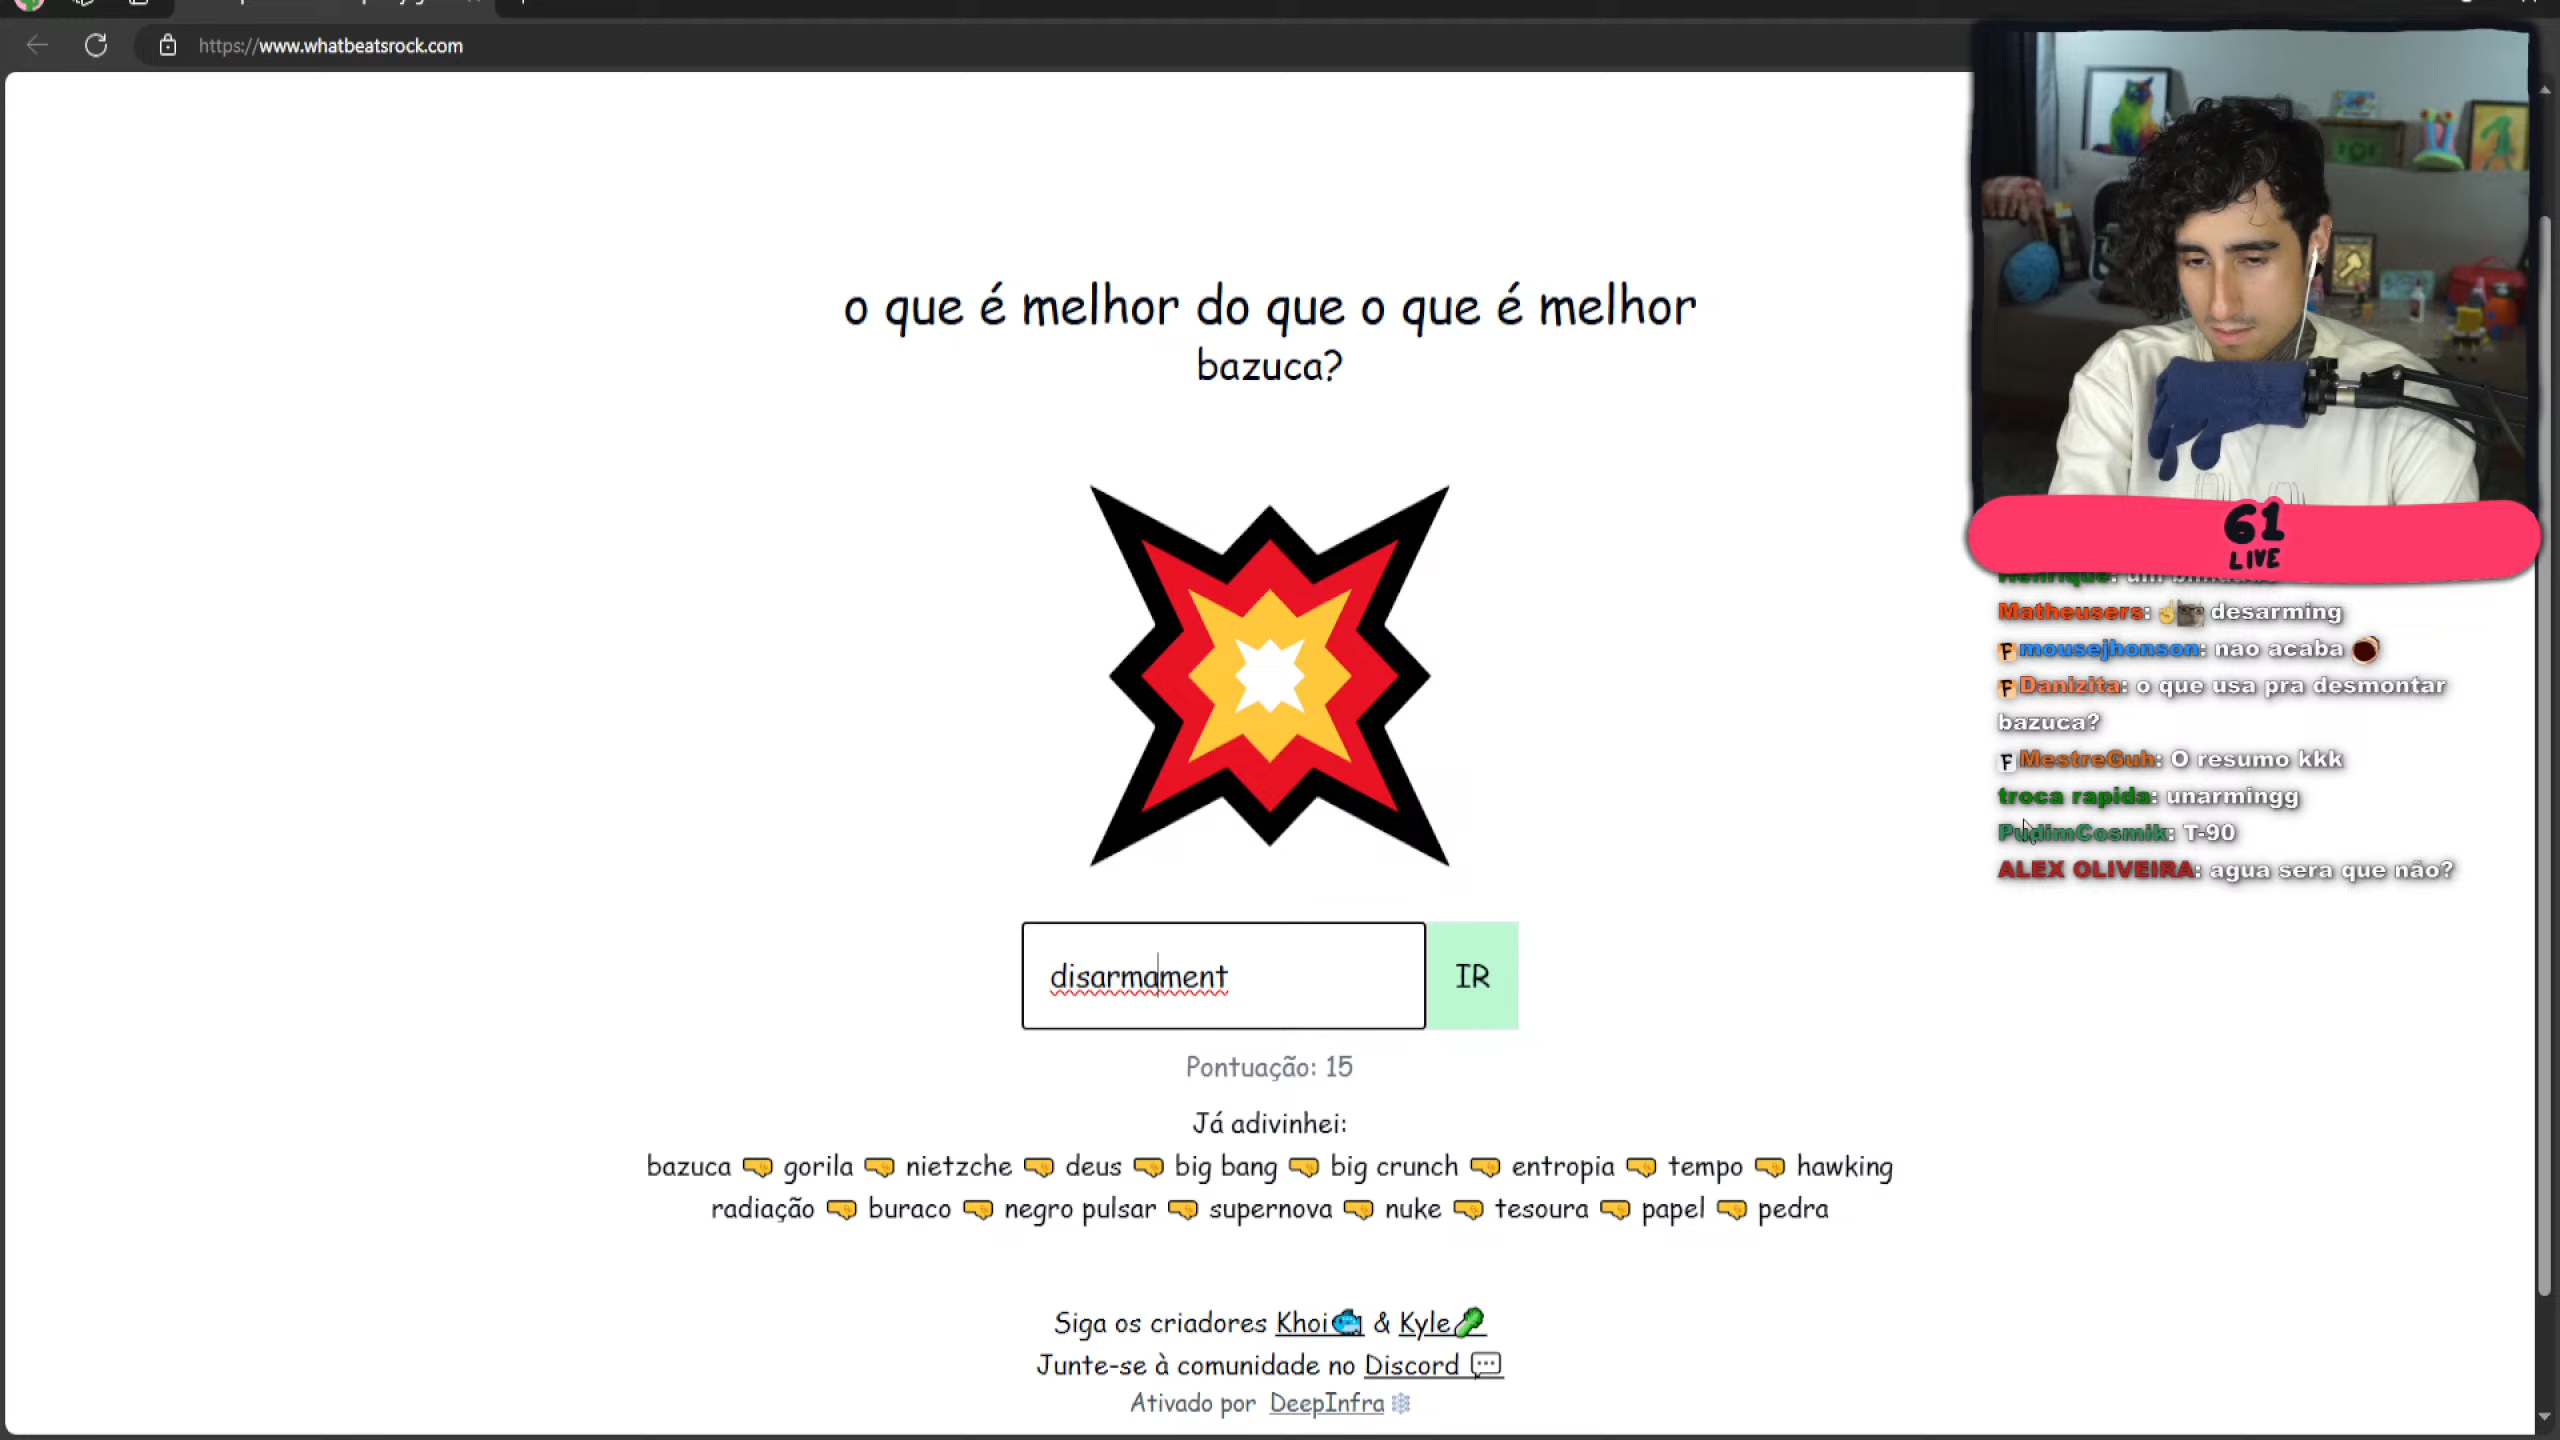 https://www.whatbeatsrock.com
o que é melhor do que o que é melhor
bazuca?
disarmament
IR
Pontuação: 15
Já adivinhei:
bazuca 🤜 gorila 🤜 nietzche 🤜 deus 🤜 big bang 🤜 big crunch 🤜 entropia 🤜 tempo 🤜 hawking
radiação 🤜 buraco 🤜 negro pulsar 🤜 supernova 🤜 nuke 🤜 tesoura 🤜 papel 🤜 pedra
Siga os criadores Khoi🐟 & Kyle🥒
Junte-se à comunidade no Discord 💬
Ativado por DeepInfra
61
LIVE
Matheusers: desarming
mousejhonson: nao acaba
Danizita: o que usa pra desmontar
bazuca?
MestreGuh: O resumo kkk
troca rapida: unarmingg
PudimCosmik: T-90
ALEX OLIVEIRA: agua sera que não?